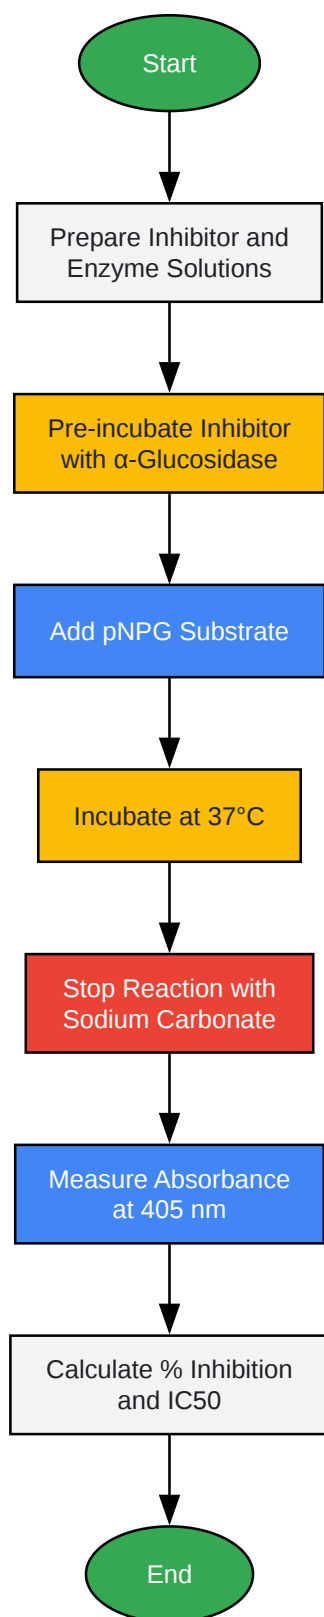 Start
Prepare Inhibitor and
Enzyme Solutions
Pre-incubate Inhibitor
with α-Glucosidase
Add pNPG Substrate
Incubate at 37°C
Stop Reaction with
Sodium Carbonate
Measure Absorbance
at 405 nm
Calculate % Inhibition
and IC50
End